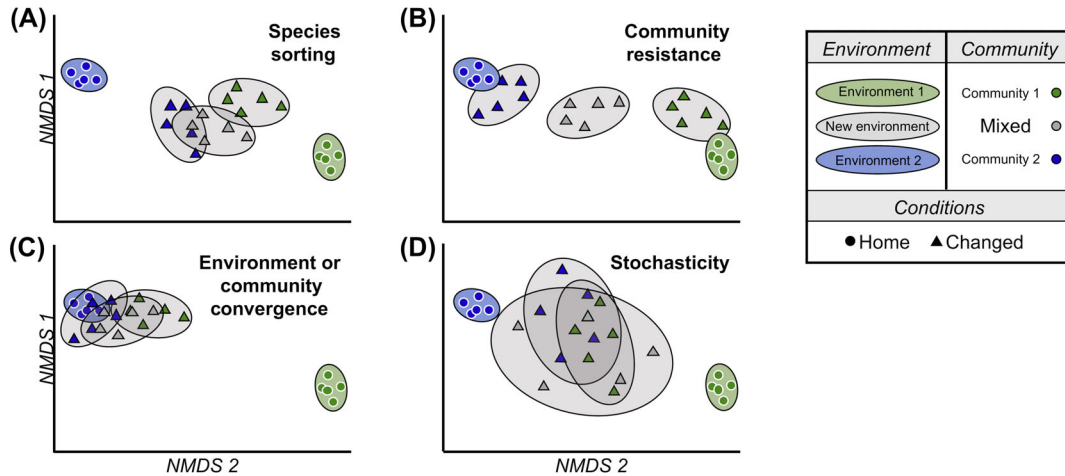 (A)
Species
sorting
NMDS 1
(B)
Community
resistance
(C)
Environment or
community
convergence
NMDS 1
NMDS 2
(D)
Stochasticity
NMDS 2
Environment
Community
Environment 1
Community 1
New environment
Mixed
Environment 2
Community 2
Conditions
Home
Changed